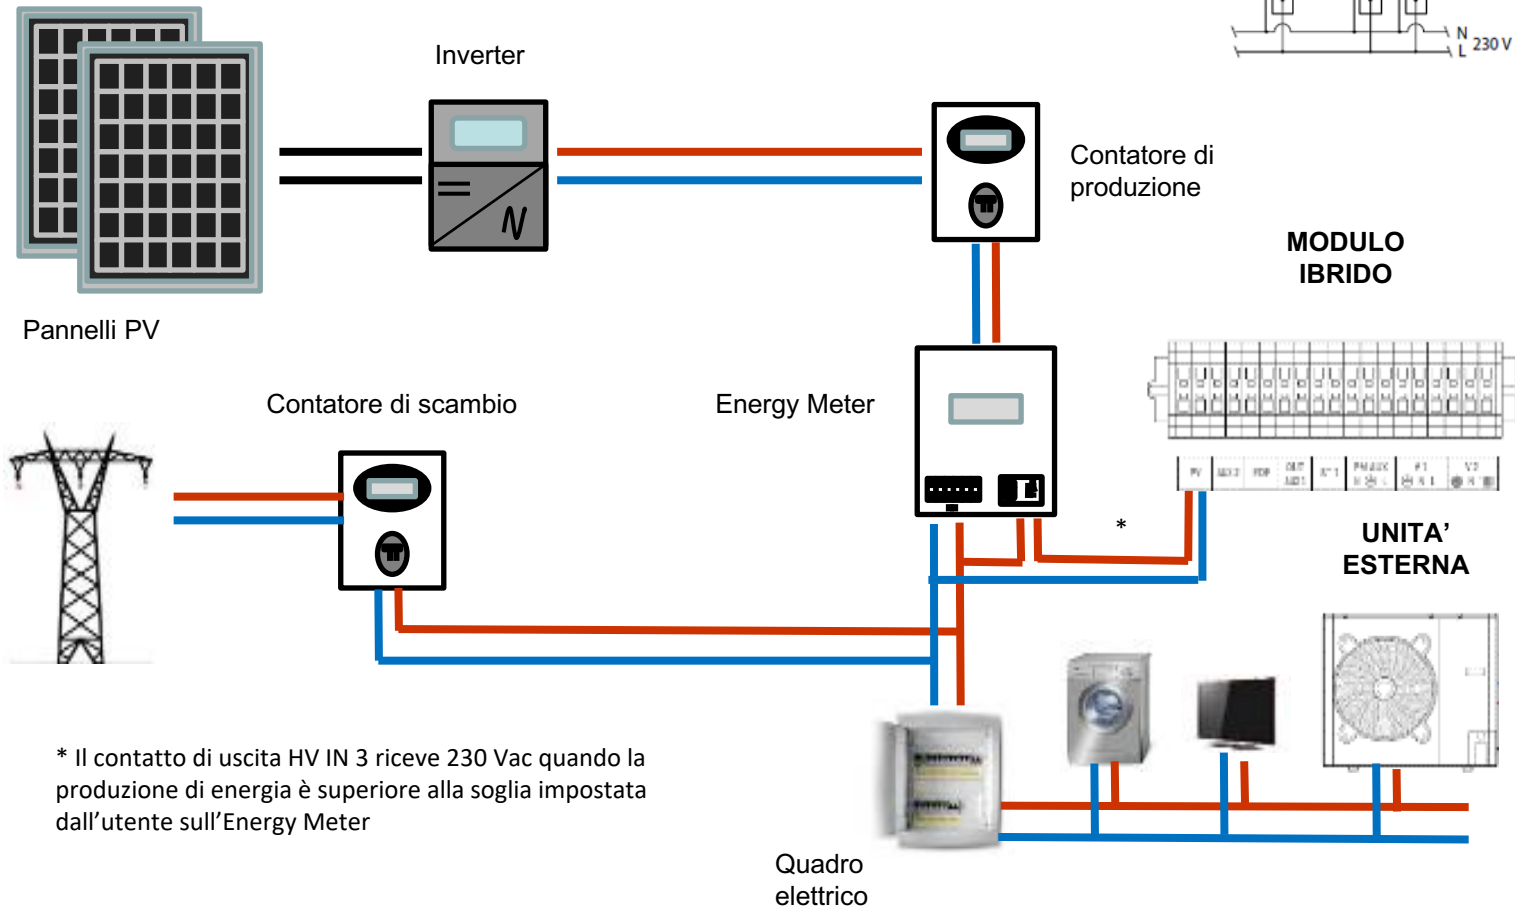 N
L 230 V
Inverter
Contatore di
produzione
MODULO
IBRIDO
Pannelli PV
Contatore di scambio
Energy Meter
PV
*
UNITA’
ESTERNA
* Il contatto di uscita HV IN 3 riceve 230 Vac quando la
produzione di energia è superiore alla soglia impostata
dall’utente sull’Energy Meter
Quadro
elettrico